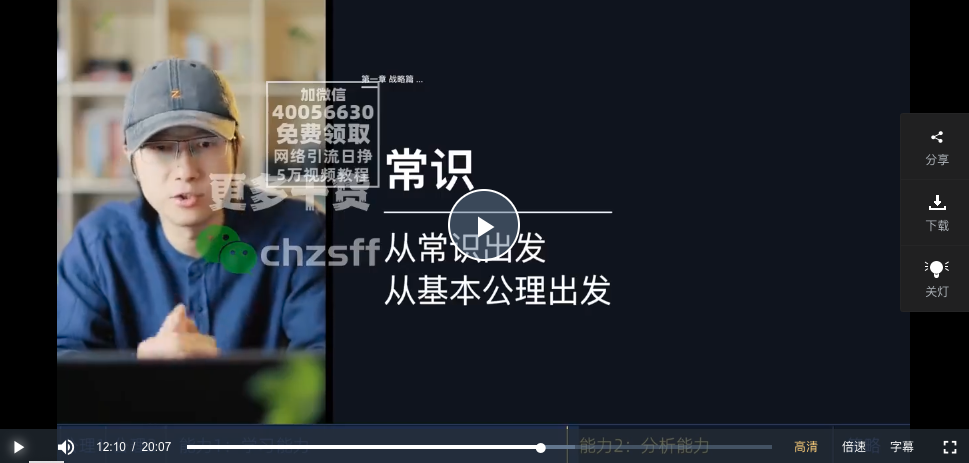 第一章 战略篇 ...
加微信
40056630
免费领取
网络引流日挣
5万视频教程
常识
更多干货
chzsff
从常识出发
从基本公理出发
分享
下载
关灯
能力2：分析能力
12:10 / 20:07
高清
倍速
字幕